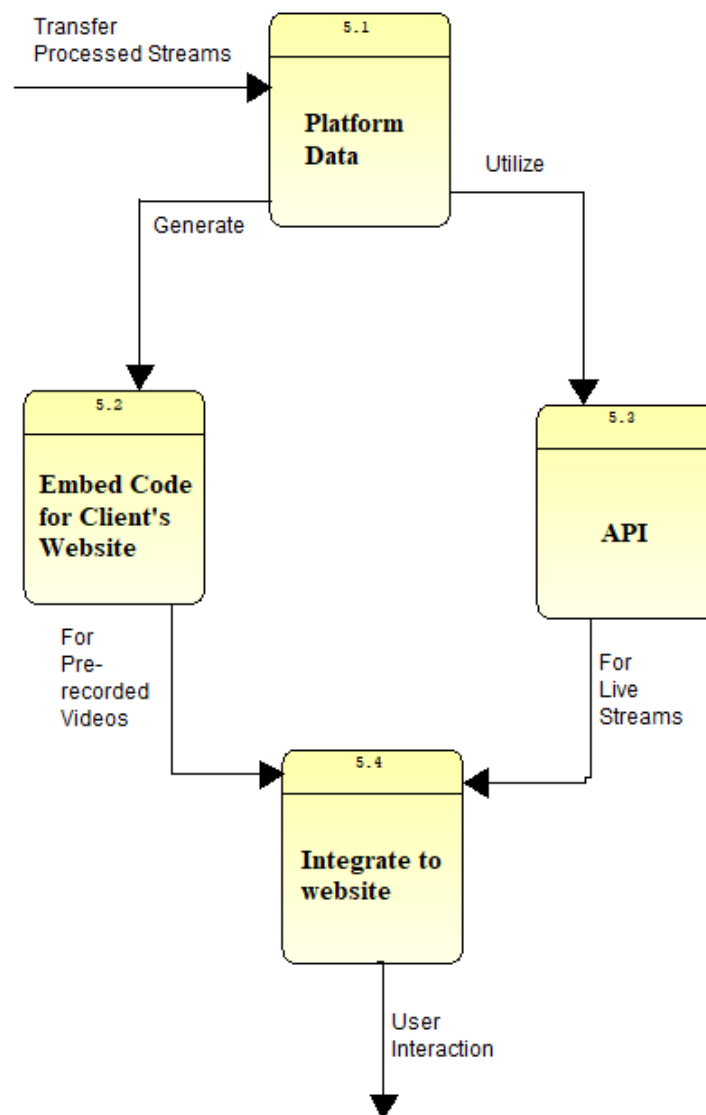 Transfer
Processed Streams
5.1
Platform
Data
Utilize
Generate
5.2
Embed Code
for Client's
Website
5.3
API
For
Pre-
recorded
Videos
For
Live
Streams
5.4
Integrate to
website
User
Interaction